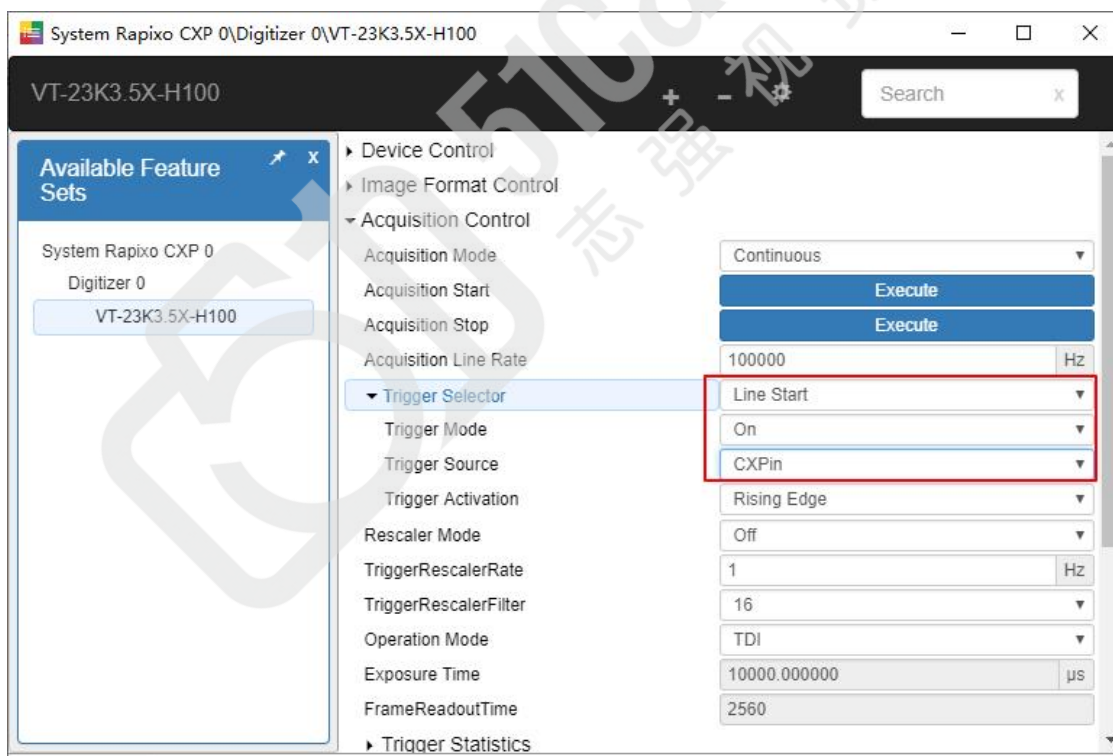 System Rapixo CXP 0\Digitizer 0\VT-23K3.5X-H100
VT-23K3.5X-H100
+ -
Search x
Available Feature Sets x
System Rapixo CXP 0
Digitizer 0
VT-23K3.5X-H100
Device Control
Image Format Control
Acquisition Control
Acquisition Mode Continuous
Acquisition Start Execute
Acquisition Stop Execute
Acquisition Line Rate 100000 Hz
Trigger Selector Line Start
Trigger Mode On
Trigger Source CXPin
Trigger Activation Rising Edge
Rescaler Mode Off
TriggerRescalerRate 1 Hz
TriggerRescalerFilter 16
Operation Mode TDI
Exposure Time 10000.000000 µs
FrameReadoutTime 2560
Trigger Statistics
51Ca
志强视